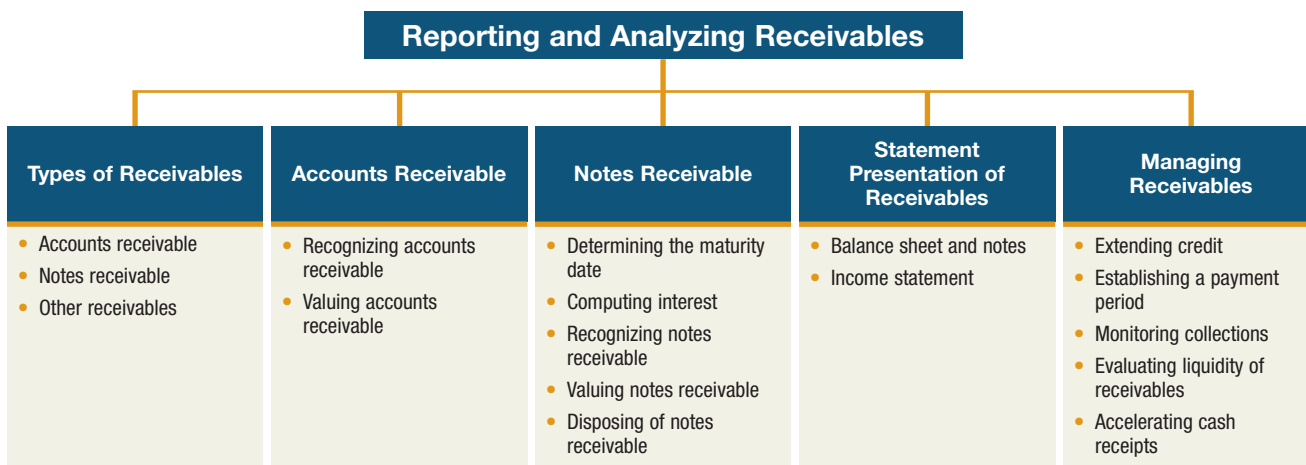 Reporting and Analyzing Receivables
Types of Receivables
• Accounts receivable
• Notes receivable
• Other receivables
Accounts Receivable
• Recognizing accounts
receivable
• Valuing accounts
receivable
Notes Receivable
• Determining the maturity
date
• Computing interest
• Recognizing notes
receivable
• Valuing notes receivable
• Disposing of notes
receivable
Statement
Presentation of
Receivables
• Balance sheet and notes
• Income statement
Managing
Receivables
• Extending credit
• Establishing a payment
period
• Monitoring collections
• Evaluating liquidity of
receivables
• Accelerating cash
receipts